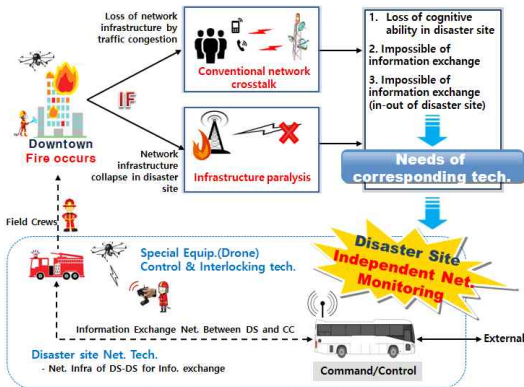 Loss of network
infrastructure by
traffic congestion
Conventional network
crosstalk
1. Loss of cognitive
ability in disaster site
2. Impossible of
information exchange
3. Impossible of
information exchange
(in-out of disaster site)
IF
Downtown
Fire occurs
Network
infrastructure
collapse in disaster
site
Infrastructure paralysis
Needs of
corresponding tech.
Field Crews
Special Equip.(Drone)
Control & Interlocking tech.
Disaster Site
Independent Net.
Monitoring
Information Exchange Net. Between DS and CC
External
Disaster site Net. Tech.
- Net. Infra of DS-DS for Info. exchange
Command/Control